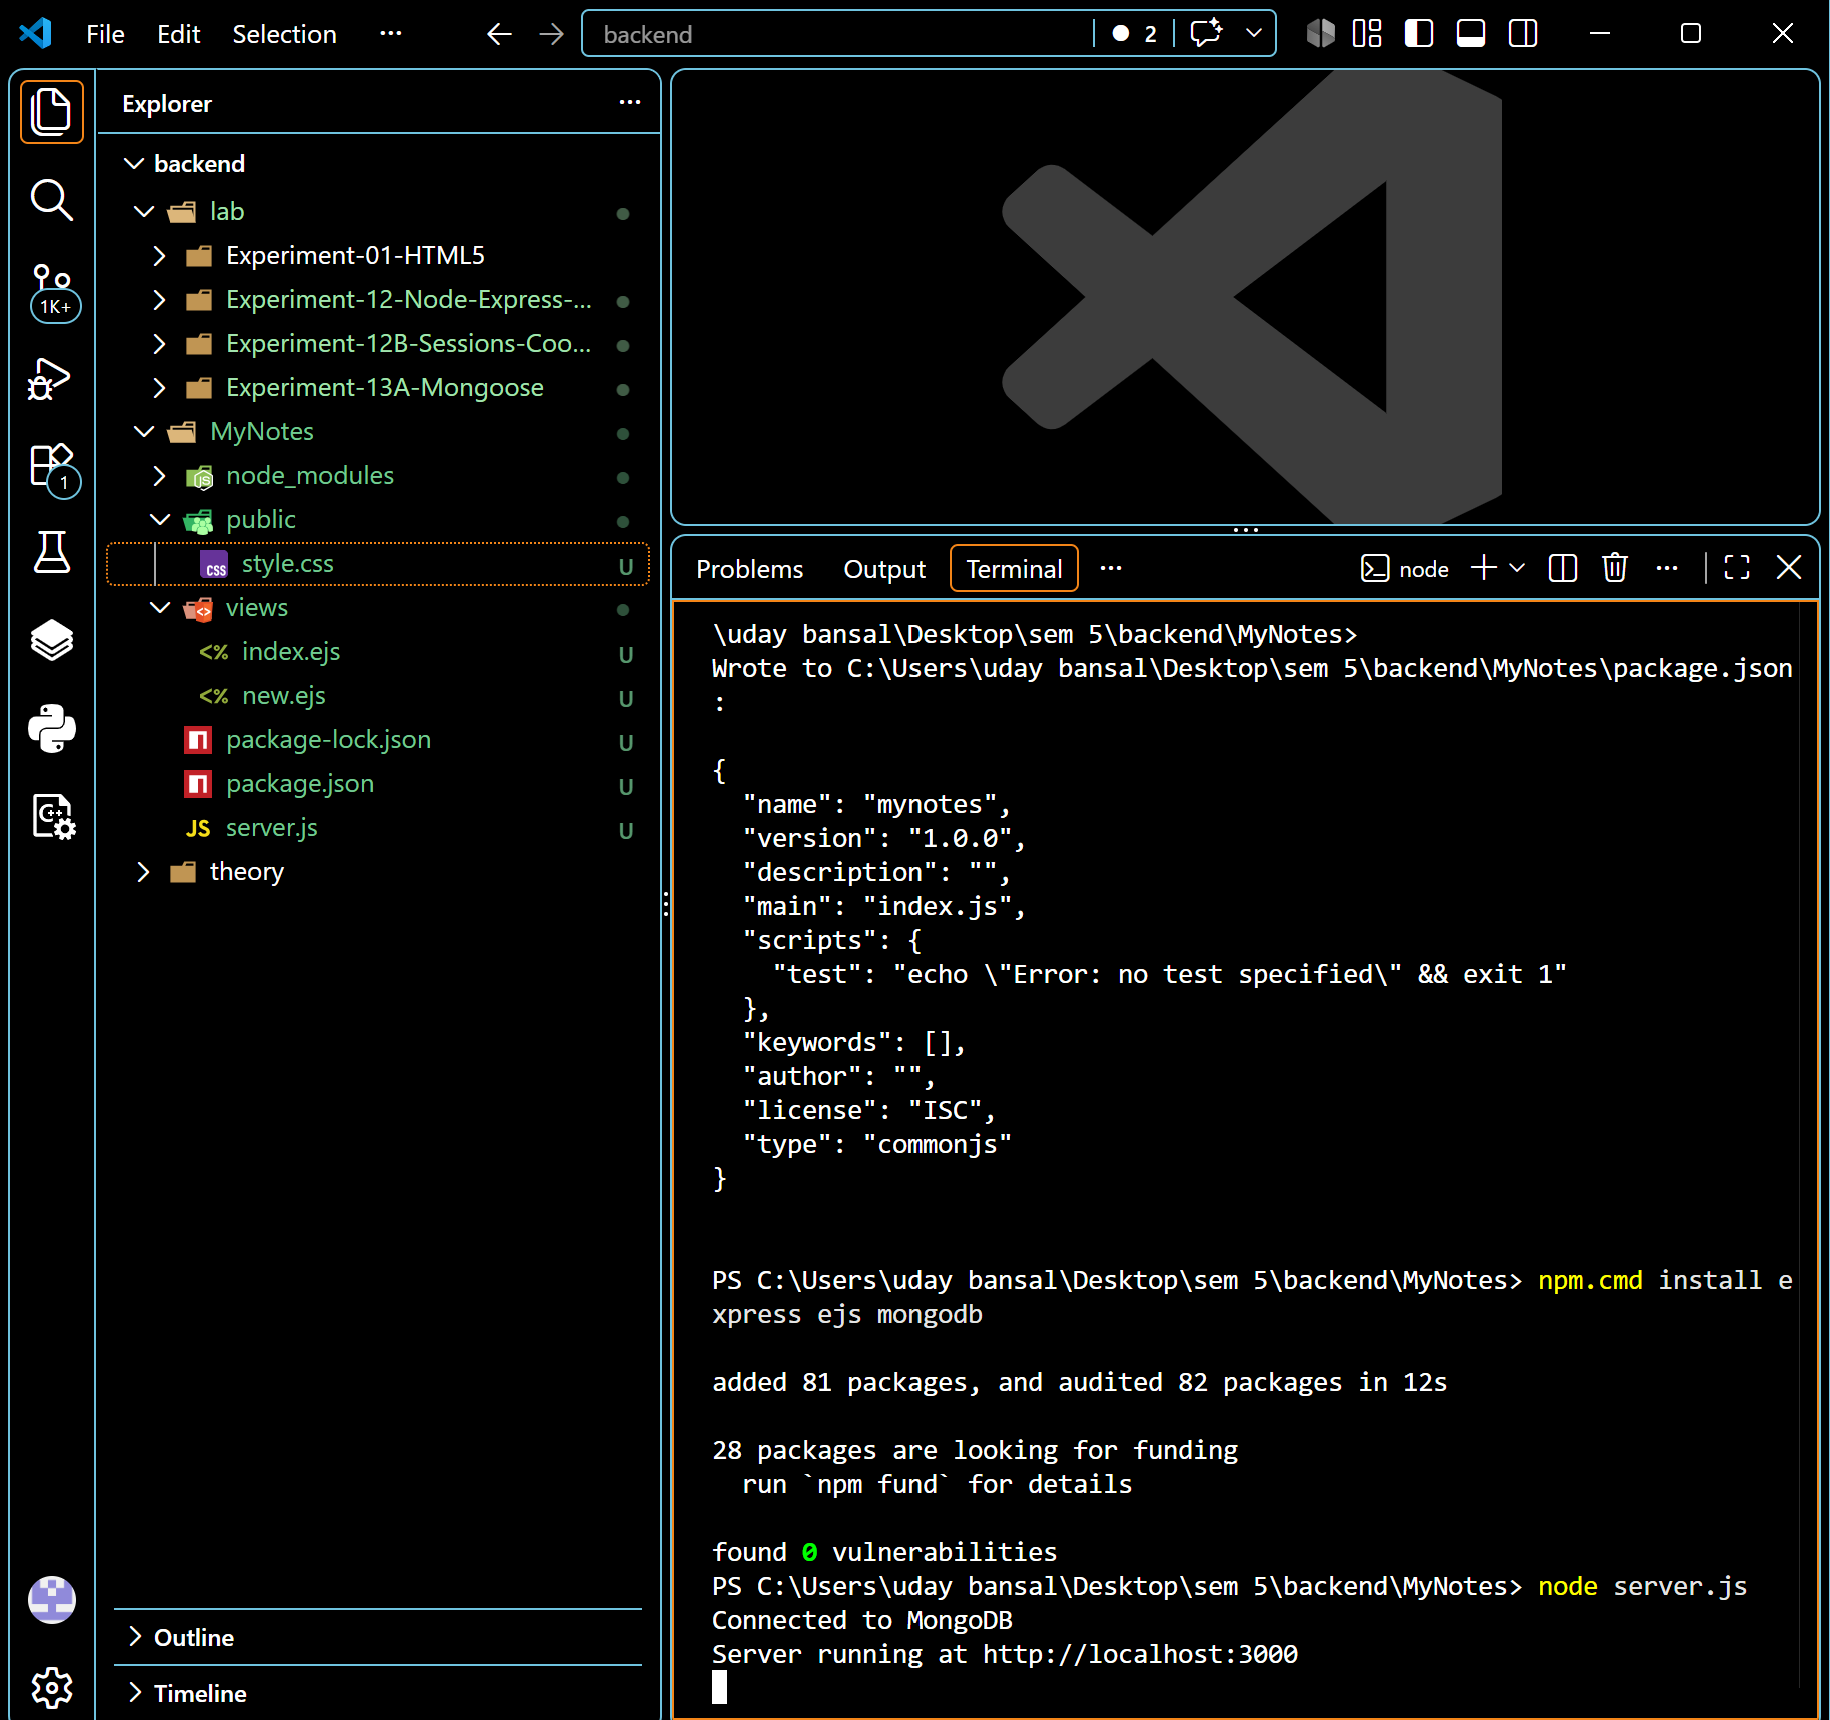 File Edit Selection ···
backend
2
Explorer
backend
lab
Experiment-01-HTML5
Experiment-12-Node-Express-...
Experiment-12B-Sessions-Coo...
Experiment-13A-Mongoose
MyNotes
node_modules
public
style.css U
views
index.ejs U
new.ejs U
package-lock.json U
package.json U
JS server.js U
theory
Outline
Timeline
1K+
1
Problems Output Terminal ···
node
\uday bansal\Desktop\sem 5\backend\MyNotes>
Wrote to C:\Users\uday bansal\Desktop\sem 5\backend\MyNotes\package.json
:
{
"name": "mynotes",
"version": "1.0.0",
"description": "",
"main": "index.js",
"scripts": {
"test": "echo \"Error: no test specified\" && exit 1"
},
"keywords": [],
"author": "",
"license": "ISC",
"type": "commonjs"
}
PS C:\Users\uday bansal\Desktop\sem 5\backend\MyNotes> npm.cmd install e
xpress ejs mongodb
added 81 packages, and audited 82 packages in 12s
28 packages are looking for funding
run `npm fund` for details
found 0 vulnerabilities
PS C:\Users\uday bansal\Desktop\sem 5\backend\MyNotes> node server.js
Connected to MongoDB
Server running at http://localhost:3000